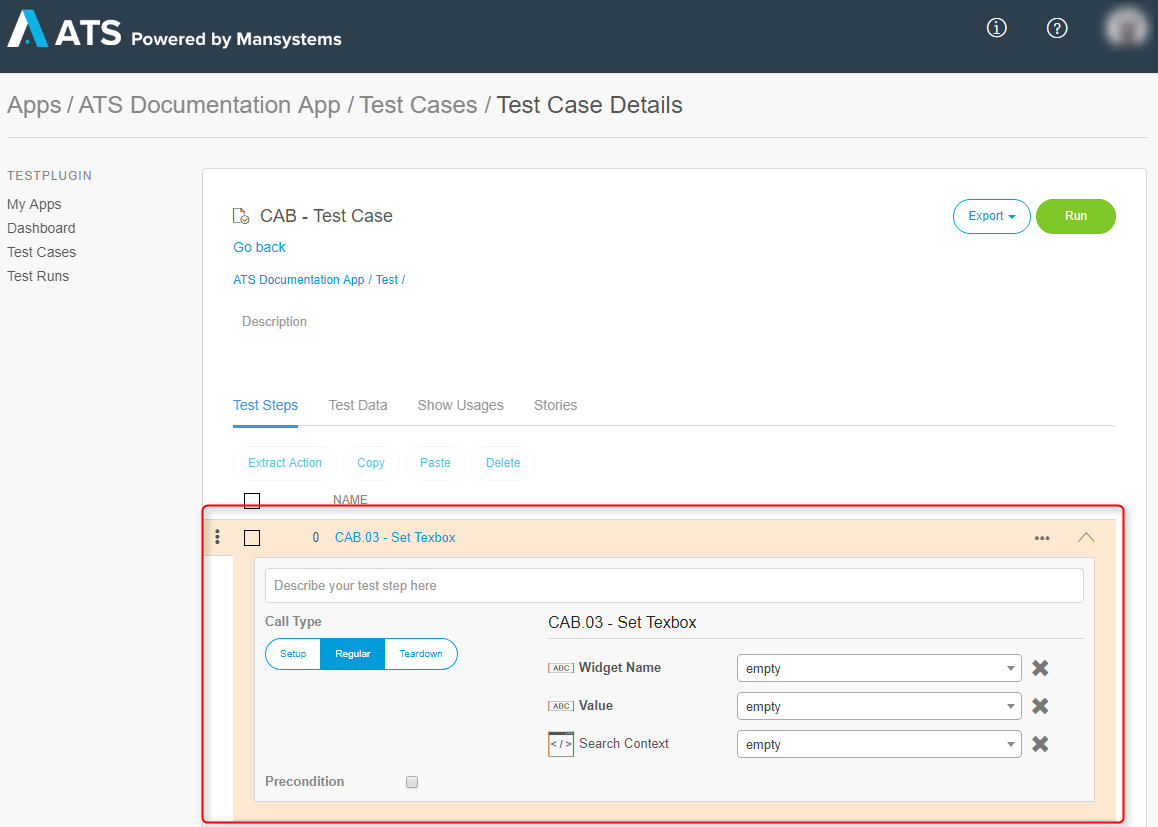 ATS Powered by Mansystems
Apps / ATS Documentation App / Test Cases / Test Case Details
TESTPLUGIN
My Apps
Dashboard
Test Cases
Test Runs
CAB - Test Case
Export
Run
Go back
ATS Documentation App / Test /
Description
Test Steps Test Data Show Usages Stories
Extract Action Copy Paste Delete
NAME
0 CAB.03 - Set Texbox
Describe your test step here
Call Type
Setup Regular Teardown
CAB.03 - Set Texbox
ABC Widget Name empty
ABC Value empty
</> Search Context empty
Precondition